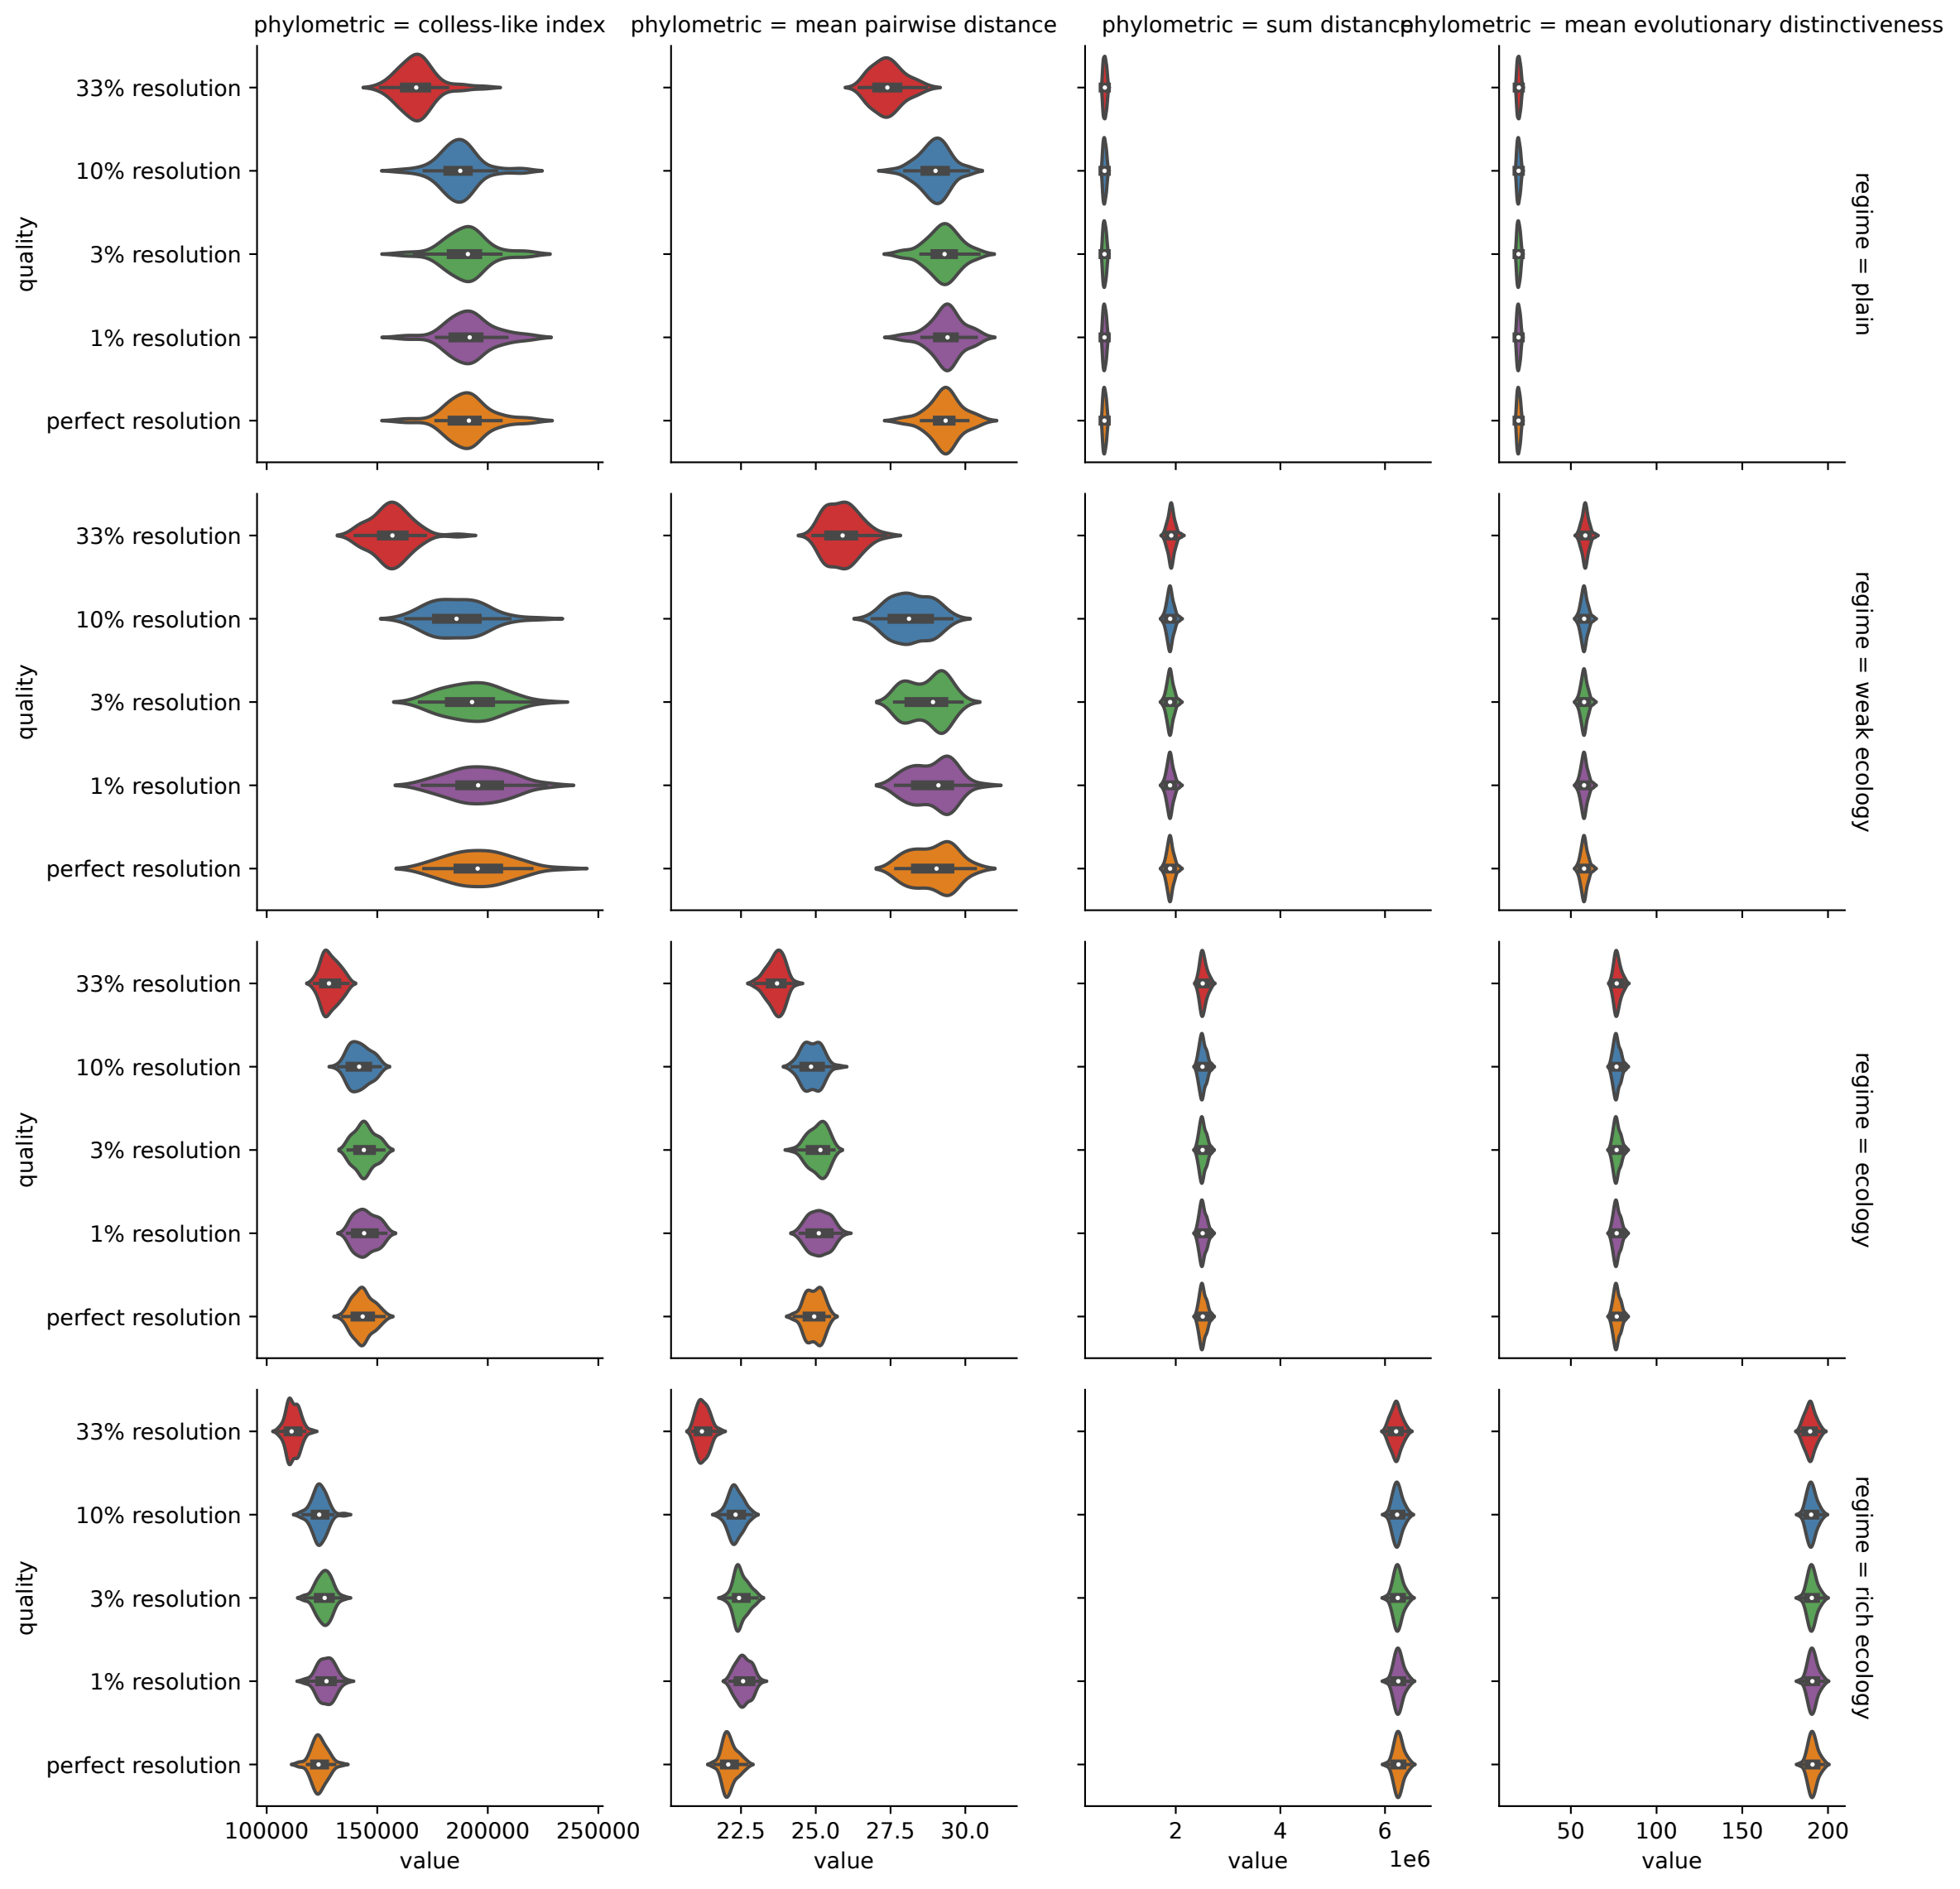 phylometric = colless-like index
phylometric = mean pairwise distance
phylometric = sum distance
phylometric = mean evolutionary distinctiveness
quality
33% resolution
10% resolution
3% resolution
1% resolution
perfect resolution
regime = plain
quality
33% resolution
10% resolution
3% resolution
1% resolution
perfect resolution
regime = weak ecology
quality
33% resolution
10% resolution
3% resolution
1% resolution
perfect resolution
regime = ecology
quality
33% resolution
10% resolution
3% resolution
1% resolution
perfect resolution
regime = rich ecology
100000 150000 200000 250000
value
22.5 25.0 27.5 30.0
value
2 4 6
value
1e6
50 100 150 200
value